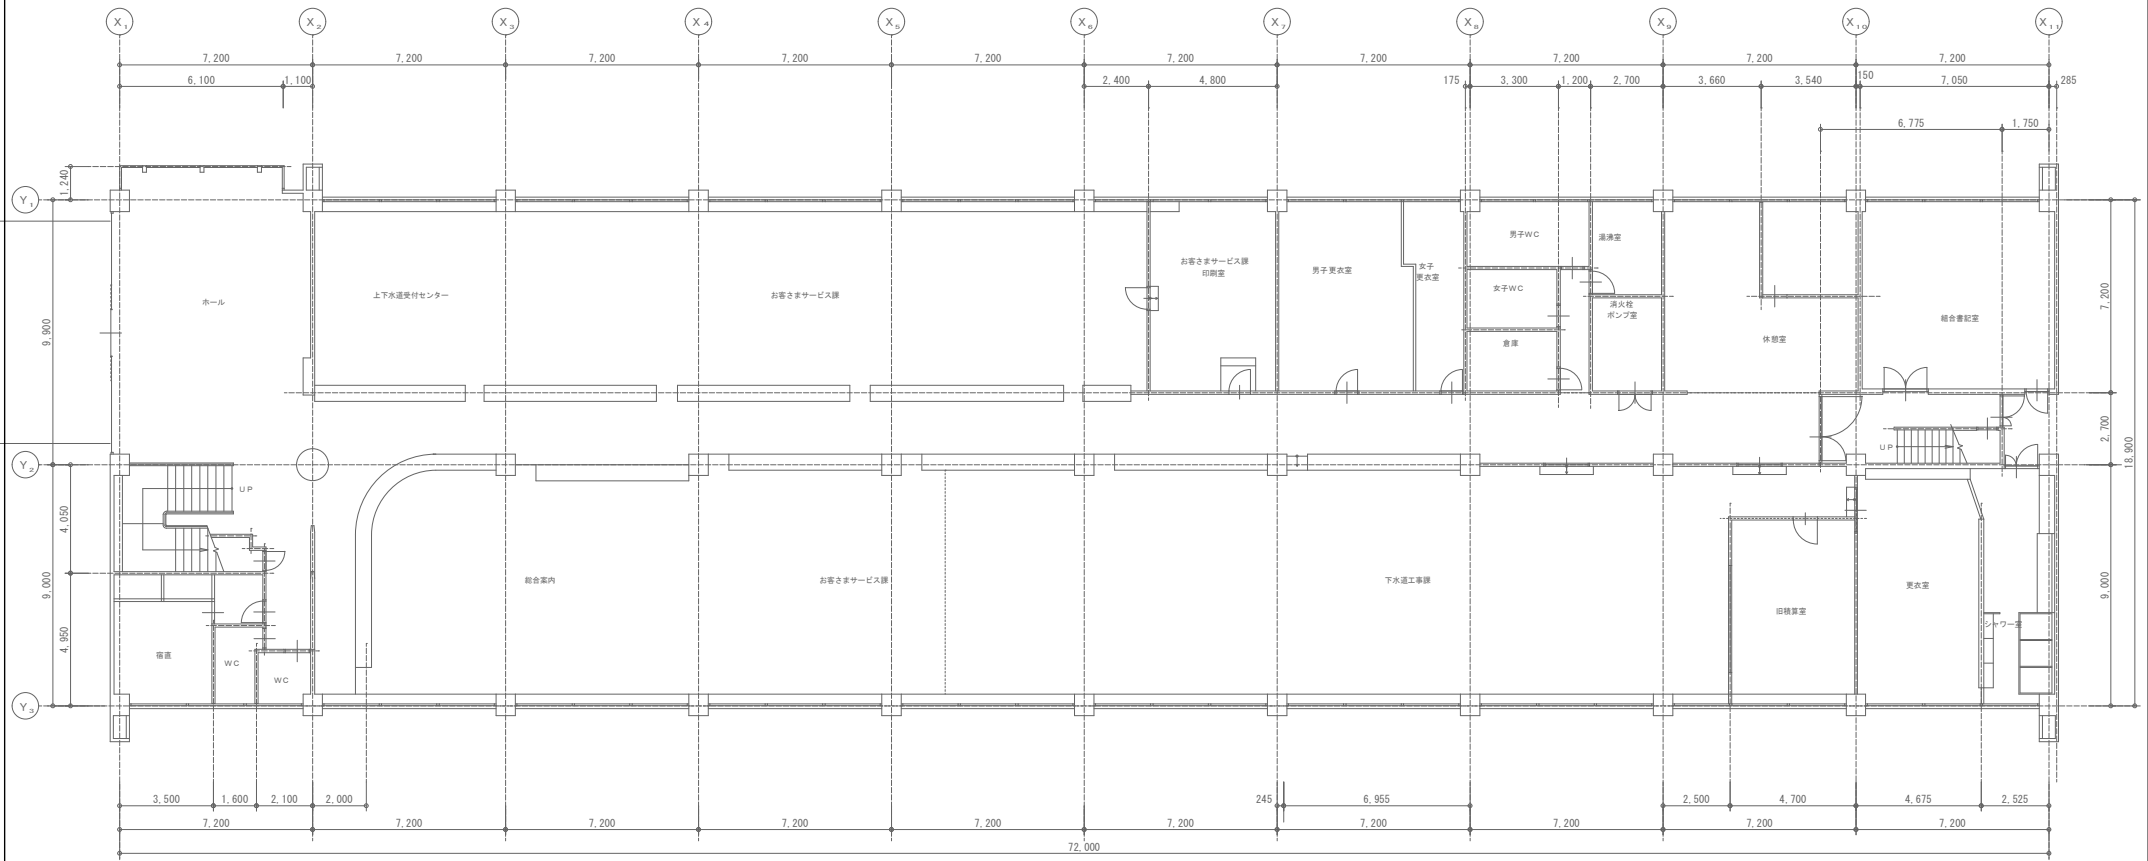 X1 X2 X3 X4 X5 X6 X7 X8 X9 X10 X11
7,200 7,200 7,200 7,200 7,200 7,200 7,200 7,200 7,200 7,200
6,100 1,100 2,400 4,800 175 3,300 1,200 2,700 3,660 3,540 150 7,050 285
6,775 1,750
1,240
Y1
男子WC 湯沸室
お客さまサービス課
印刷室
男子更衣室
女子
更衣室
女子WC
ホール
上下水道受付センター
お客さまサービス課
消火栓
ポンプ室
組合書記室
倉庫
休憩室
9,900
7,200
2,700
18,900
UP
Y2
UP
4,050
総合案内
お客さまサービス課
下水道工事課
更衣室
9,000
9,000
旧積算室
シャワー室
4,950
宿直
WC
WC
Y3
3,500 1,600 2,100 2,000 245 6,955 2,500 4,700 4,675 2,525
7,200 7,200 7,200 7,200 7,200 7,200 7,200 7,200 7,200 7,200
72,000